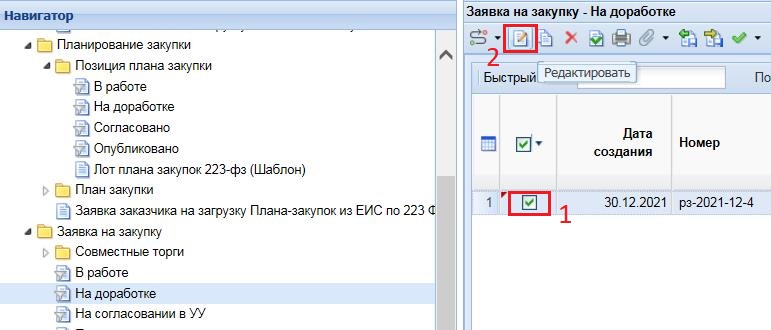 Навигатор
Планирование закупки
Позиция плана закупки
В работе
На доработке
Согласовано
Опубликовано
Лот плана закупок 223-фз (Шаблон)
План закупки
Заявка заказчика на загрузку Плана-закупок из ЕИС по 223 Ф
Заявка на закупку
Совместные торги
В работе
На доработке
На согласовании в УУ
Заявка на закупку - На доработке
2
Редактировать
Быстрый
По
Дата создания
Номер
1
30.12.2021
рз-2021-12-4
1